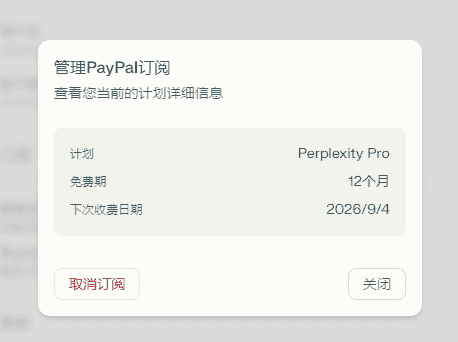 管理PayPal订阅
查看您当前的计划详细信息
计划 Perplexity Pro
免费期 12个月
下次收费日期 2026/9/4
取消订阅 关闭